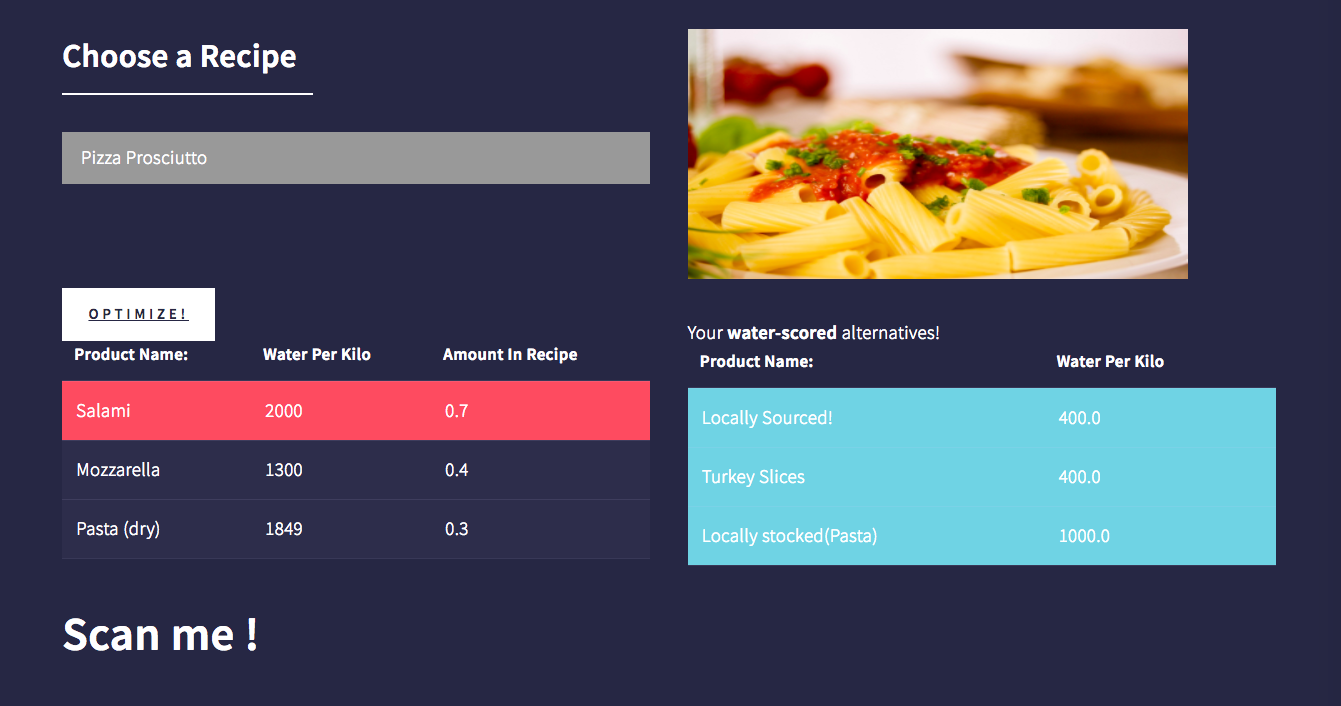 Choose a Recipe
Pizza Prosciutto
OPTIMIZE!
Product Name: Water Per Kilo Amount In Recipe
Salami 2000 0.7
Mozzarella 1300 0.4
Pasta (dry) 1849 0.3
Scan me !
Your water-scored alternatives!
Product Name: Water Per Kilo
Locally Sourced! 400.0
Turkey Slices 400.0
Locally stocked(Pasta) 1000.0